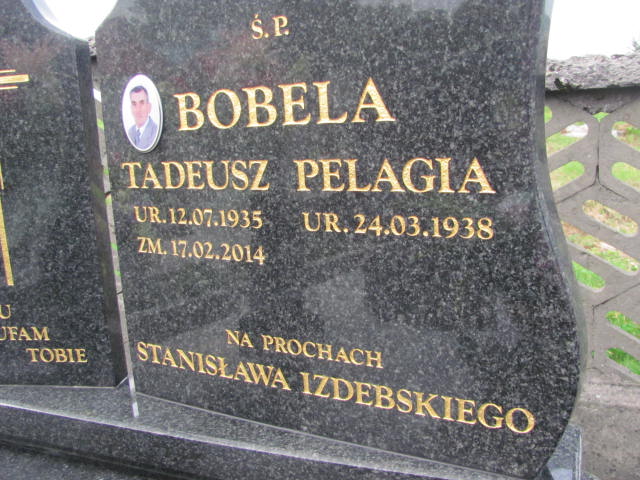 Ś.P.
BOBELA
TADEUSZ PELAGIA
UR. 12.07.1935 UR. 24.03.1938
ZM. 17.02.2014
NA PROCHACH
STANISŁAWA IZDEBSKIEGO
U
UFAM
TOBIE